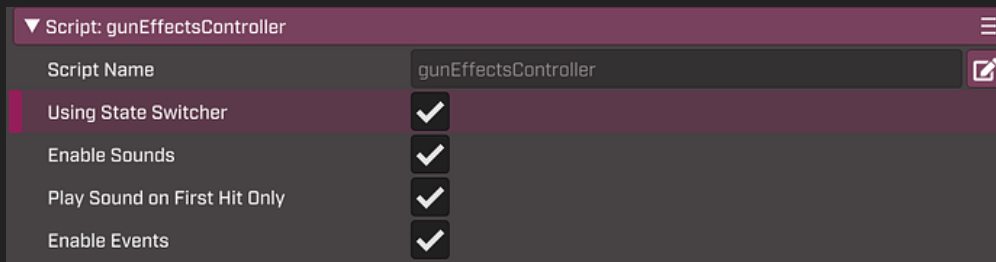 Script: gunEffectsController
Script Name gunEffectsController
Using State Switcher
Enable Sounds
Play Sound on First Hit Only
Enable Events